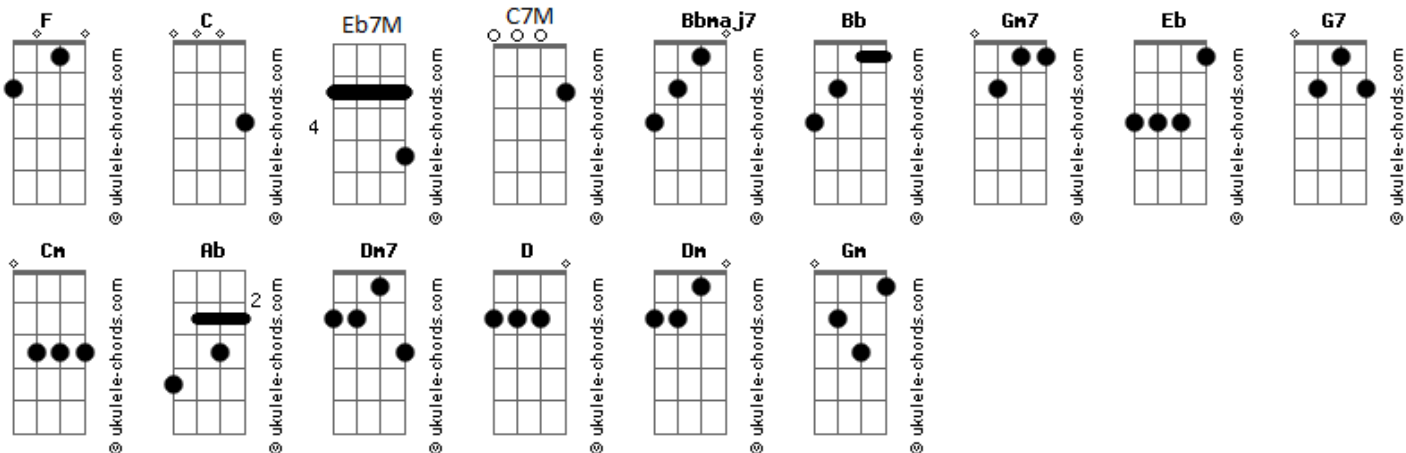 F C Eb7M C7M Bbmaj7 Bb Gm7 Eb G7
4
© ukulele-chords.com © ukulele-chords.com © ukulele-chords.com © ukulele-chords.com © ukulele-chords.com © ukulele-chords.com © ukulele-chords.com © ukulele-chords.com © ukulele-chords.com
Cm Ab Dm7 D Dm Gm
2
© ukulele-chords.com © ukulele-chords.com © ukulele-chords.com © ukulele-chords.com © ukulele-chords.com © ukulele-chords.com